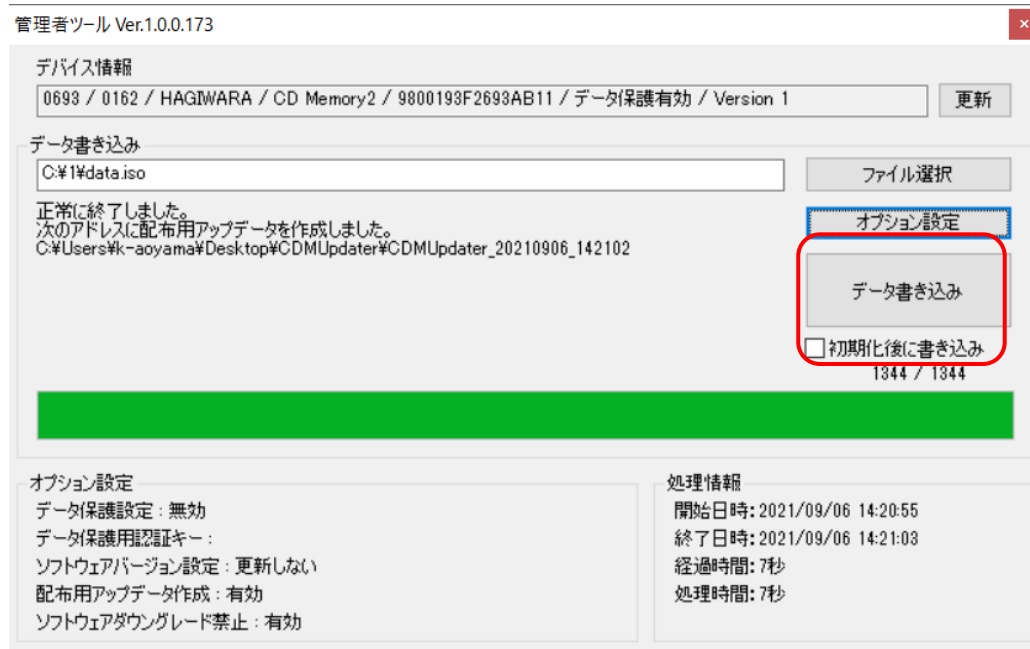 管理者ツール Ver.1.0.0.173
×
デバイス情報
0693 / 0162 / HAGIWARA / CD Memory2 / 9800193F2693AB11 / データ保護有効 / Version 1
更新
データ書き込み
C:¥1¥data.iso
ファイル選択
正常に終了しました。
次のアドレスに配布用アップデータを作成しました。
C:¥Users¥k-aoyama¥Desktop¥CDMUpdater¥CDMUpdater_20210906_142102
オプション設定
データ書き込み
初期化後に書き込み
1344 / 1344
オプション設定
データ保護設定 : 無効
データ保護用認証キー :
ソフトウェアバージョン設定 : 更新しない
配布用アップデータ作成 : 有効
ソフトウェアダウングレード禁止 : 有効
処理情報
開始日時: 2021/09/06 14:20:55
終了日時: 2021/09/06 14:21:03
経過時間: 7秒
処理時間: 7秒